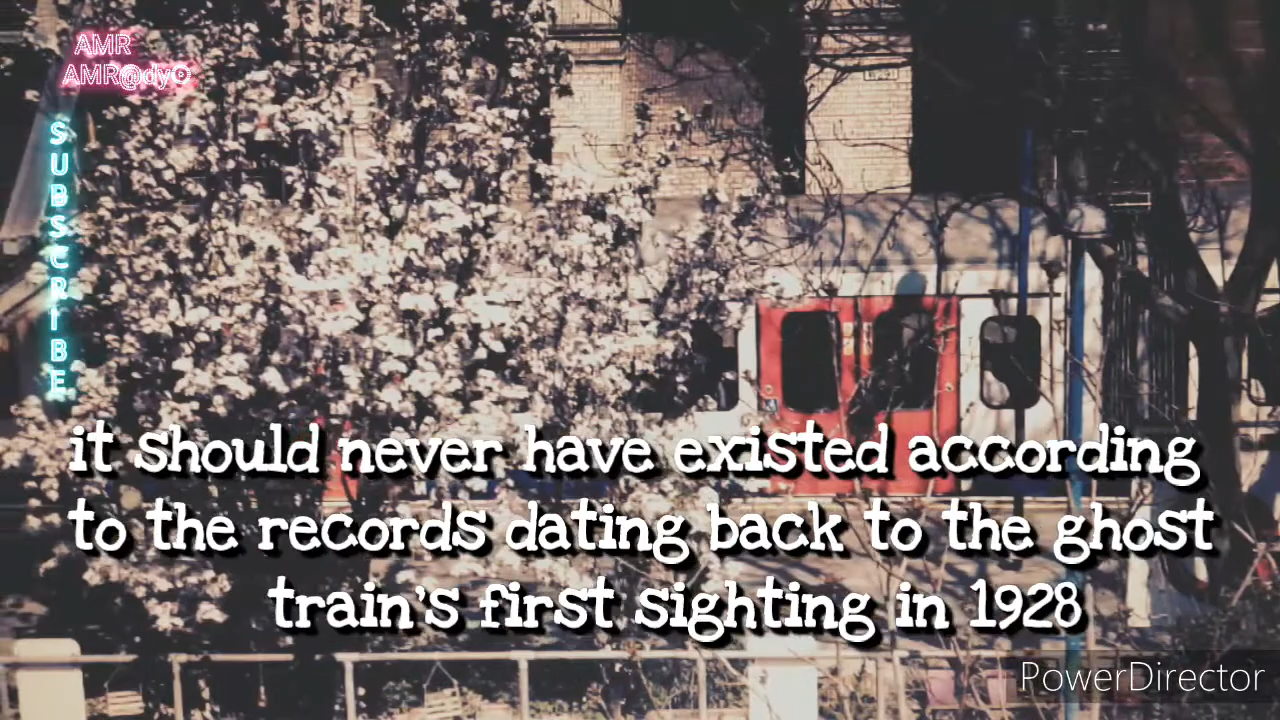 AMR
AMR@dy
SUBSCRIBE
it should never have existed according
to the records dating back to the ghost
train's first sighting in 1928
PowerDirector